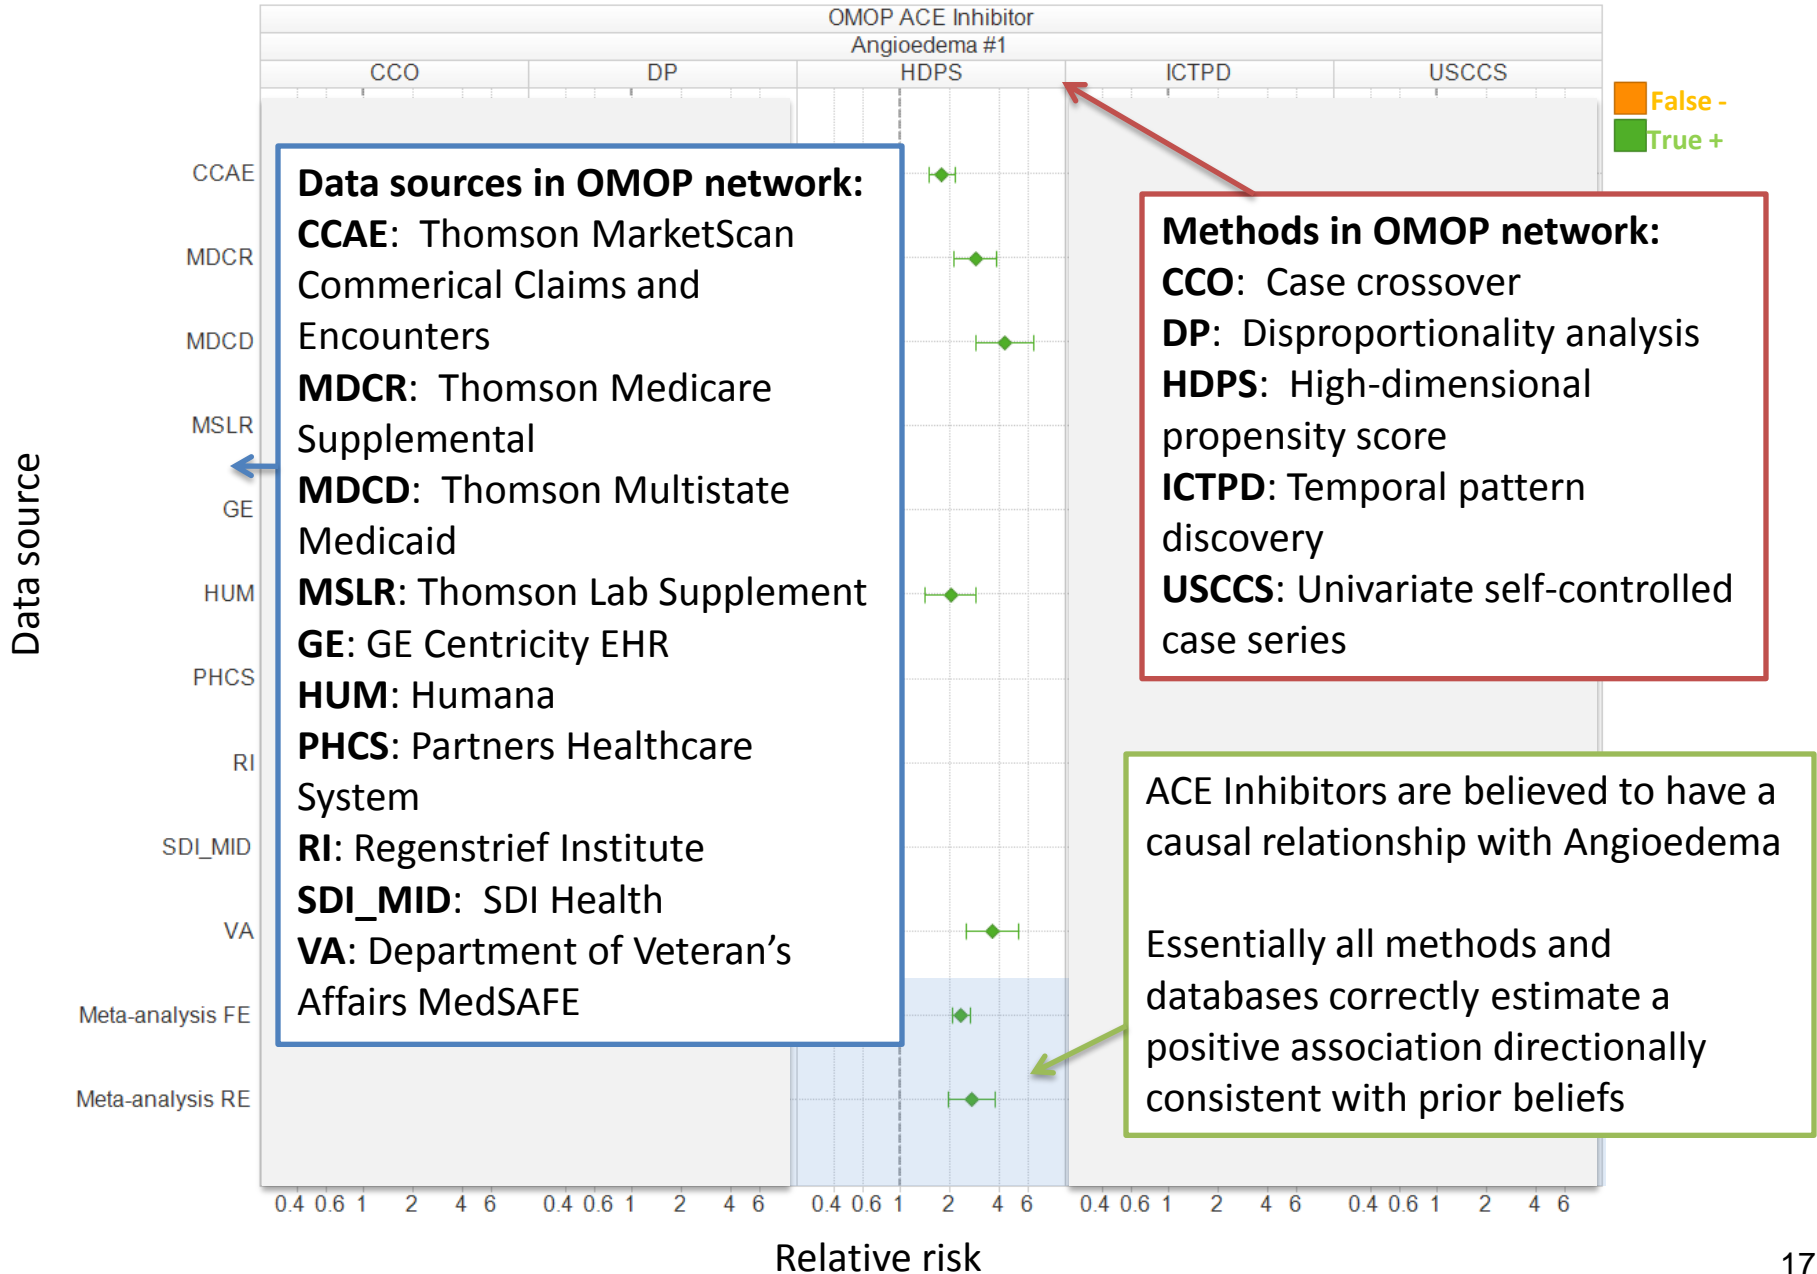 OMOP ACE Inhibitor
Angioedema #1
CCO DP HDPS ICTPD USCCS
False -
True +
Data source
CCAE
MDCR
MDCD
MSLR
GE
HUM
PHCS
RI
SDI_MID
VA
Meta-analysis FE
Meta-analysis RE
Data sources in OMOP network:
CCAE: Thomson MarketScan
Commerical Claims and
Encounters
MDCR: Thomson Medicare
Supplemental
MDCD: Thomson Multistate
Medicaid
MSLR: Thomson Lab Supplement
GE: GE Centricity EHR
HUM: Humana
PHCS: Partners Healthcare
System
RI: Regenstrief Institute
SDI_MID: SDI Health
VA: Department of Veteran's
Affairs MedSAFE
Methods in OMOP network:
CCO: Case crossover
DP: Disproportionality analysis
HDPS: High-dimensional
propensity score
ICTPD: Temporal pattern
discovery
USCCS: Univariate self-controlled
case series
ACE Inhibitors are believed to have a
causal relationship with Angioedema
Essentially all methods and
databases correctly estimate a
positive association directionally
consistent with prior beliefs
0.4 0.6 1 2 4 6 0.4 0.6 1 2 4 6 0.4 0.6 1 2 4 6 0.4 0.6 1 2 4 6 0.4 0.6 1 2 4 6
Relative risk
17